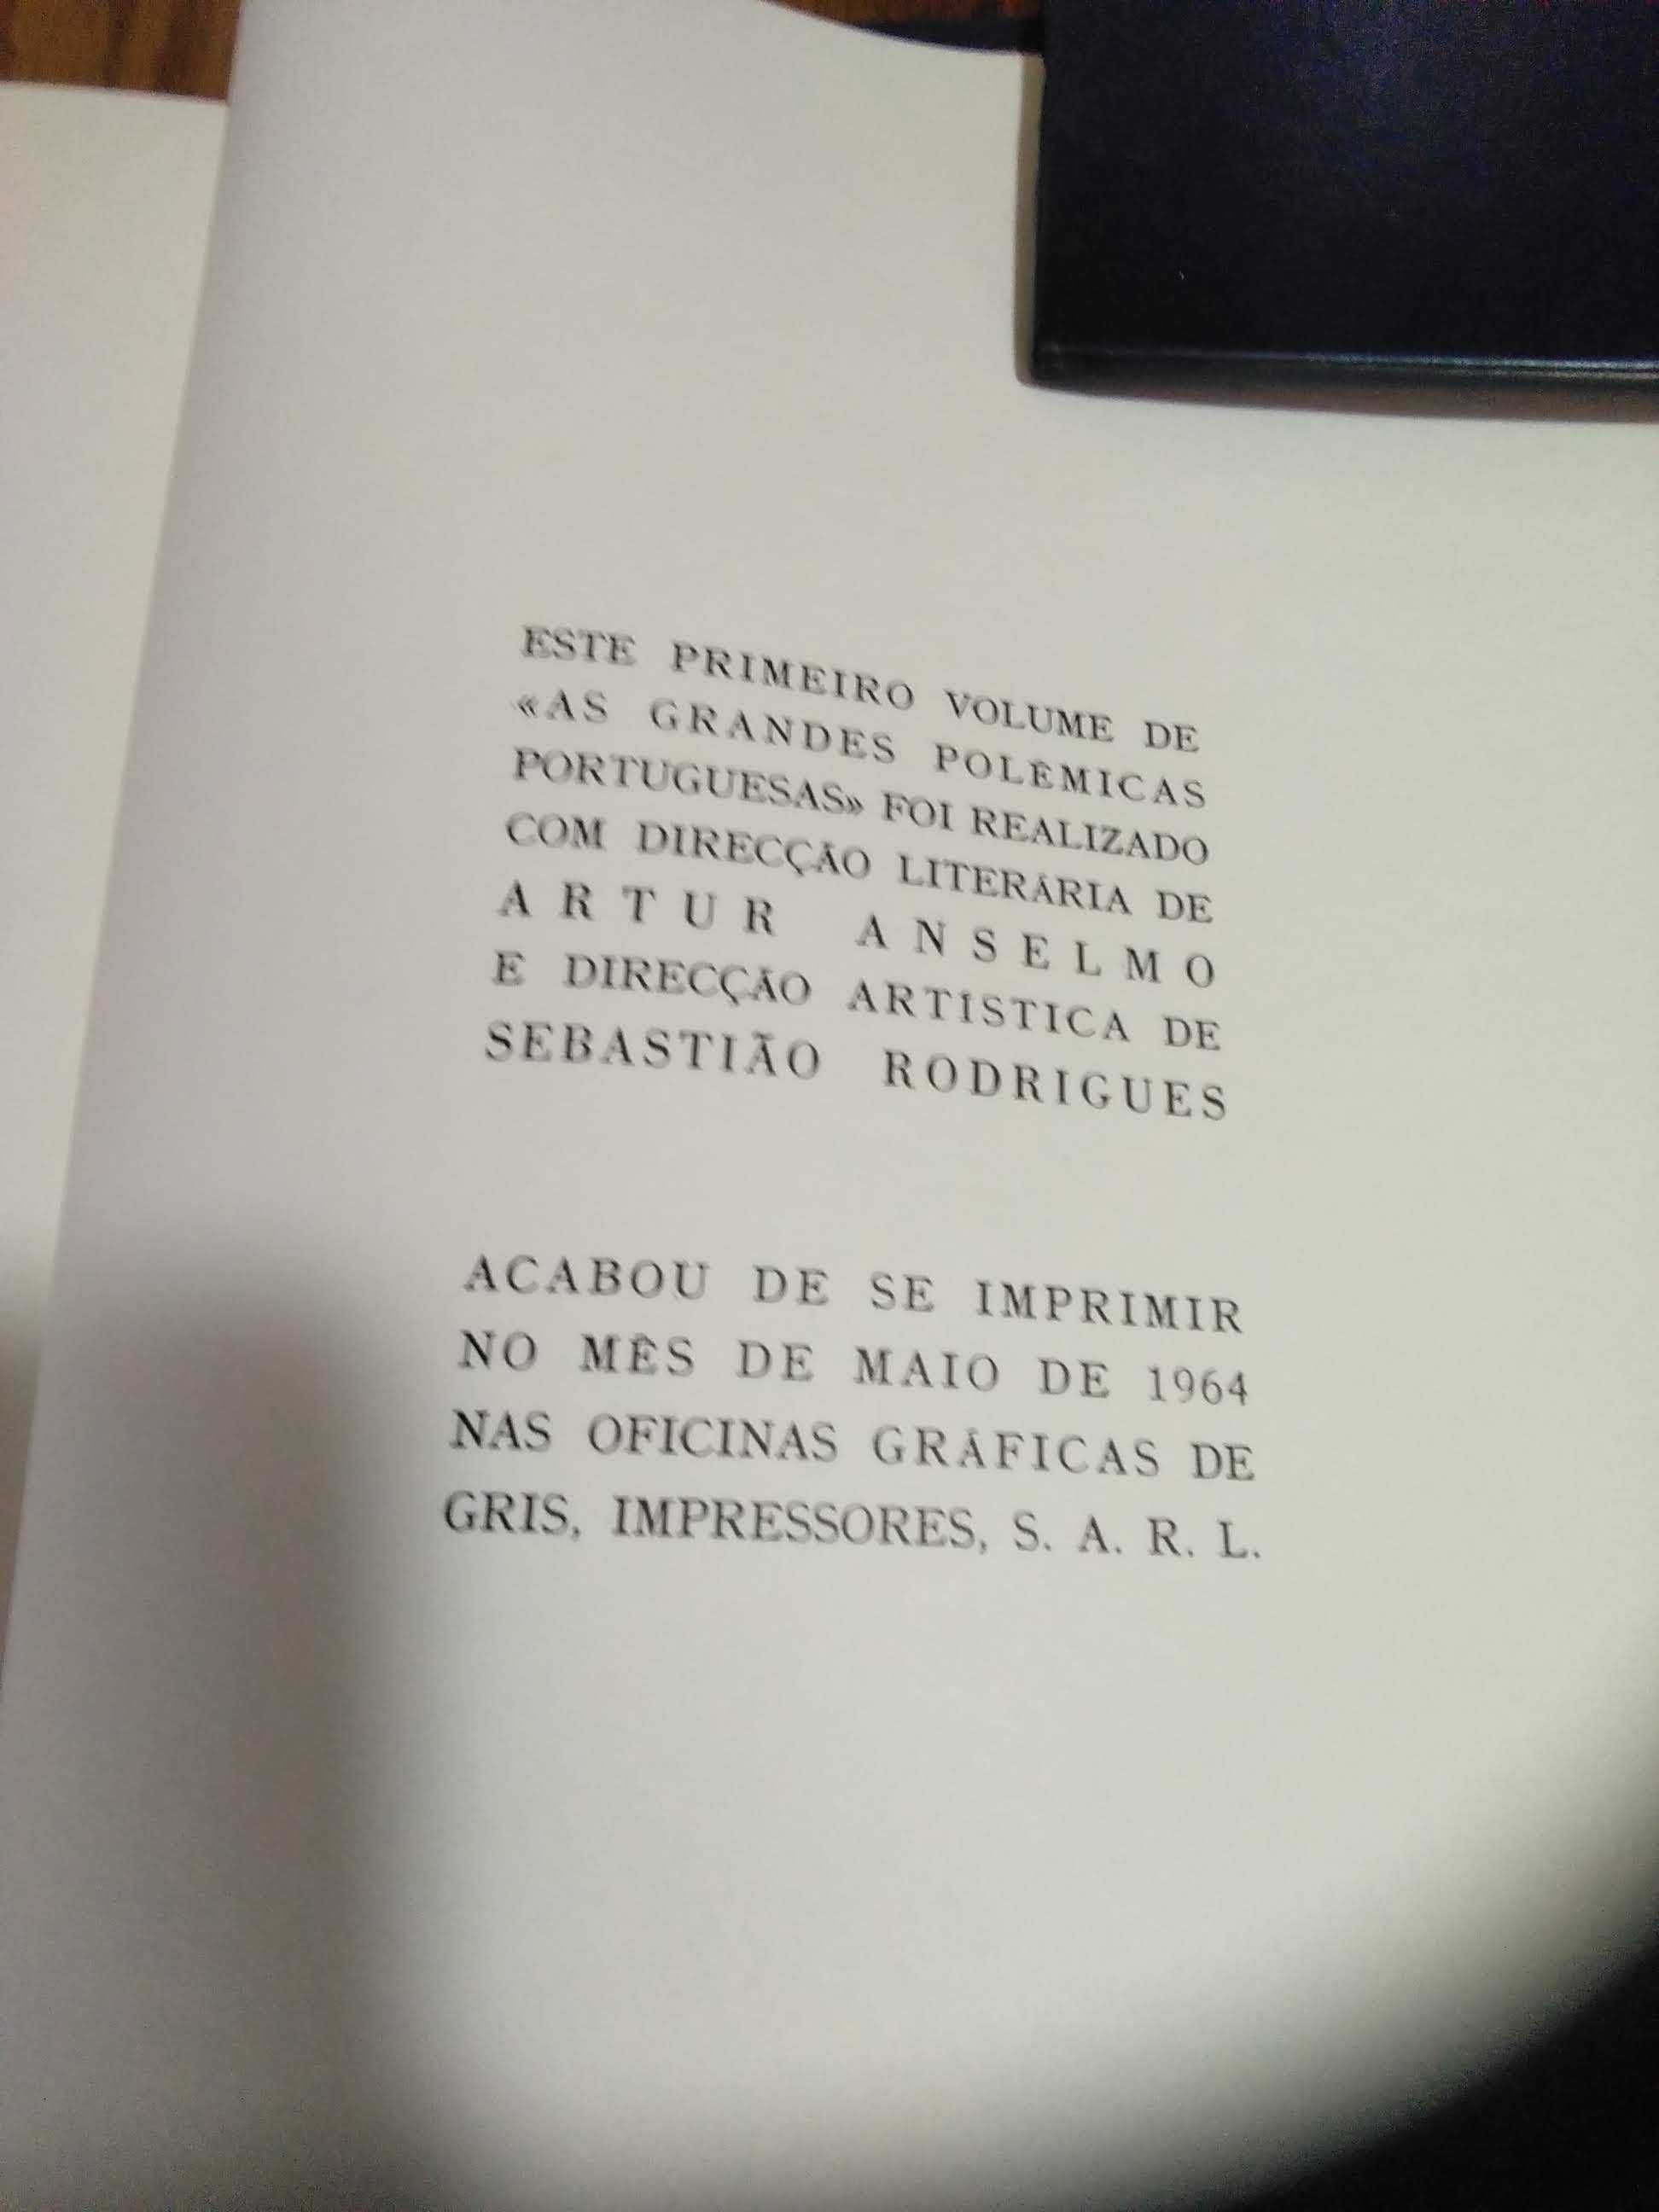 ESTE PRIMEIRO VOLUME DE
«AS GRANDES POLÉMICAS
PORTUGUESAS» FOI REALIZADO
COM DIRECÇÃO LITERÁRIA DE
ARTUR ANSELMO
E DIRECÇÃO ARTÍSTICA DE
SEBASTIÃO RODRIGUES
ACABOU DE SE IMPRIMIR
NO MÊS DE MAIO DE 1964
NAS OFICINAS GRÁFICAS DE
GRIS, IMPRESSORES, S. A. R. L.